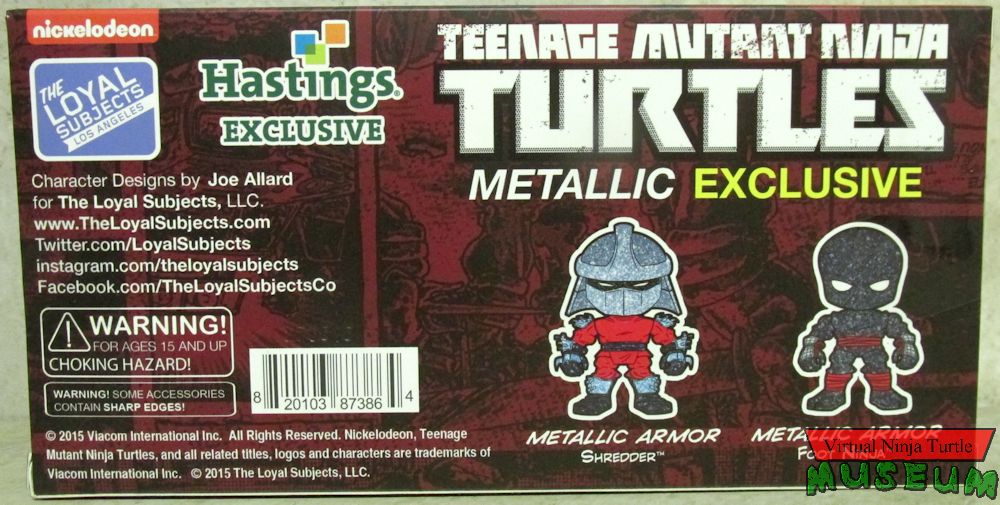 nickelodeon
THE
LOYAL
SUBJECTS
LOS ANGELES
Hastings®
EXCLUSIVE
TEENAGE MUTANT NINJA
TURTLES
METALLIC EXCLUSIVE
Character Designs by Joe Allard
for The Loyal Subjects, LLC.
www.TheLoyalSubjects.com
Twitter.com/LoyalSubjects
instagram.com/theloyalsubjects
Facebook.com/TheLoyalSubjectsCo
WARNING!
FOR AGES 15 AND UP
CHOKING HAZARD!
WARNING! SOME ACCESSORIES
CONTAIN SHARP EDGES!
8 20103 87386 4
© 2015 Viacom International Inc. All Rights Reserved. Nickelodeon, Teenage
Mutant Ninja Turtles, and all related titles, logos and characters are trademarks of
Viacom International Inc. © 2015 The Loyal Subjects, LLC.
METALLIC ARMOR
SHREDDER™
METALLIC ARMOR
FOOT NINJA
Virtual Ninja Turtle
MUSEUM